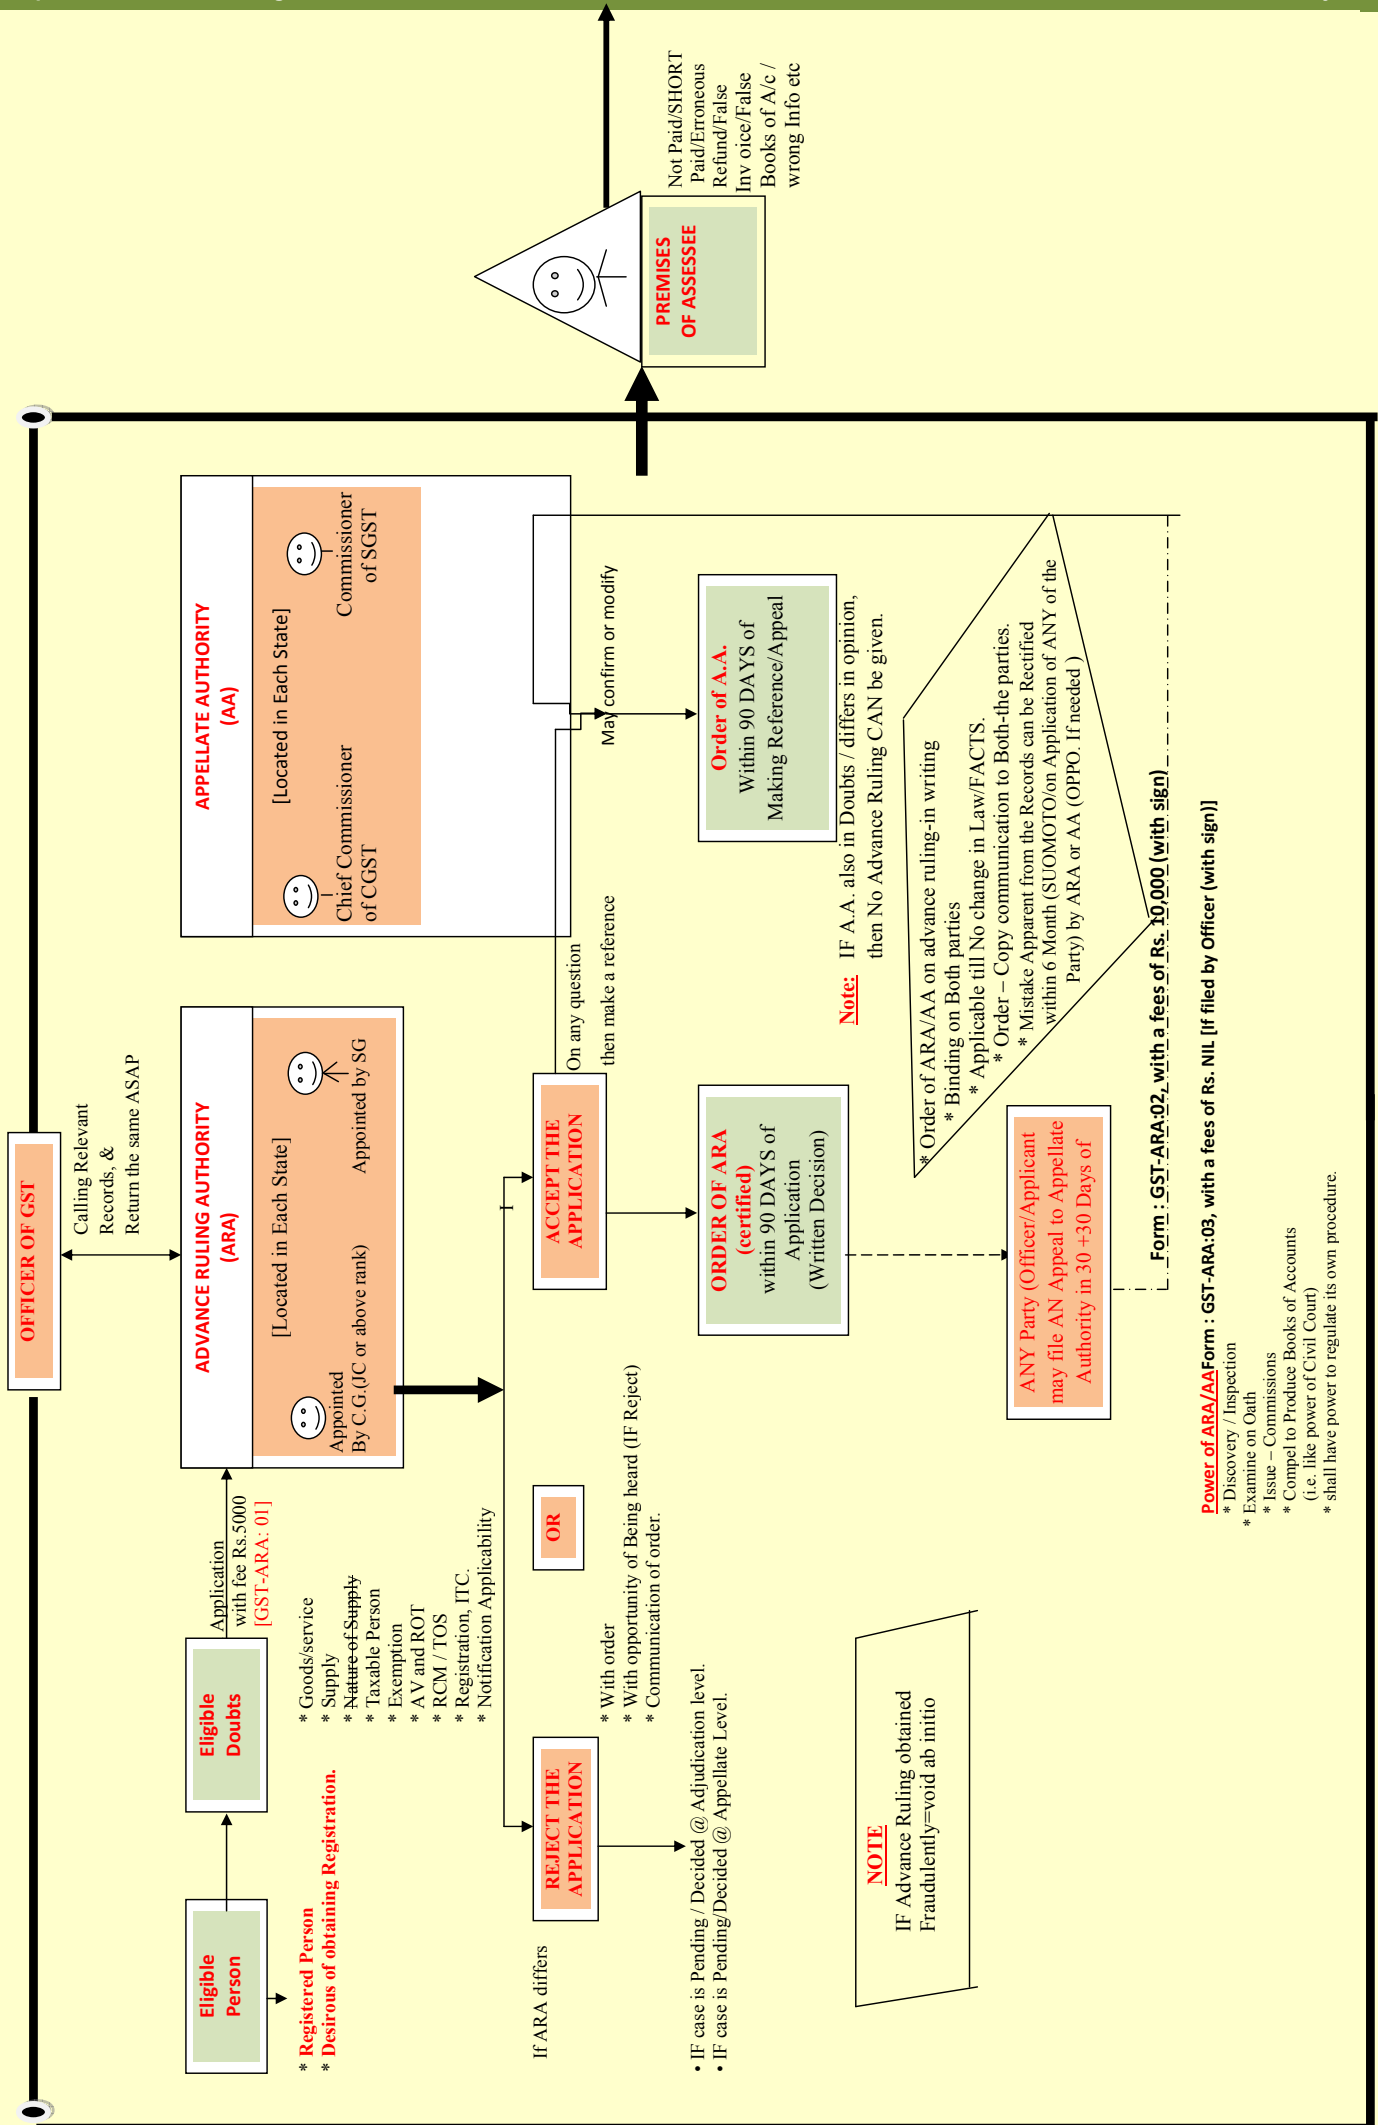 OFFICER OF GST
Calling Relevant
Records, &
Return the same ASAP
Eligible
Person
* Registered Person
* Desirous of obtaining Registration.
Eligible
Doubts
* Goods/service
* Supply
* Nature of Supply
* Taxable Person
* Exemption
* AV and ROT
* RCM / TOS
* Registration, ITC.
* Notification Applicability
Application
with fee Rs.5000
[GST-ARA: 01]
ADVANCE RULING AUTHORITY
(ARA)
[Located in Each State]
Appointed
By C.G.(JC or above rank)
Appointed by SG
APPELLATE AUTHORITY
(AA)
[Located in Each State]
Chief Commissioner
of CGST
Commissioner
of SGST
If ARA differs
REJECT THE
APPLICATION
• IF case is Pending / Decided @ Adjudication level.
• IF case is Pending/Decided @ Appellate Level.
OR
* With order
* With opportunity of Being heard (IF Reject)
* Communication of order.
I
ACCEPT THE
APPLICATION
On any question
then make a reference
May confirm or modify
ORDER OF ARA
(certified)
within 90 DAYS of
Application
(Written Decision)
Order of A.A.
Within 90 DAYS of
Making Reference/Appeal
Note: IF A.A. also in Doubts / differs in opinion,
then No Advance Ruling CAN be given.
* Order of ARA/AA on advance ruling-in writing
* Binding on Both parties
* Applicable till No change in Law/FACTS.
* Order – Copy communication to Both-the parties.
* Mistake Apparent from the Records can be Rectified
within 6 Month (SUOMOTO/on Application of ANY of the
Party) by ARA or AA (OPPO. If needed )
NOTE
IF Advance Ruling obtained
Fraudulently=void ab initio
ANY Party (Officer/Applicant
may file AN Appeal to Appellate
Authority in 30 +30 Days of
Form : GST-ARA:02, with a fees of Rs. 10,000 (with sign)
Power of ARA/AAForm : GST-ARA:03, with a fees of Rs. NIL [If filed by Officer (with sign)]
* Discovery / Inspection
* Examine on Oath
* Issue – Commissions
* Compel to Produce Books of Accounts
(i.e. like power of Civil Court)
* shall have power to regulate its own procedure.
PREMISES
OF ASSESSEE
Not Paid/SHORT
Paid/Erroneous
Refund/False
Inv oice/False
Books of A/c /
wrong Info etc